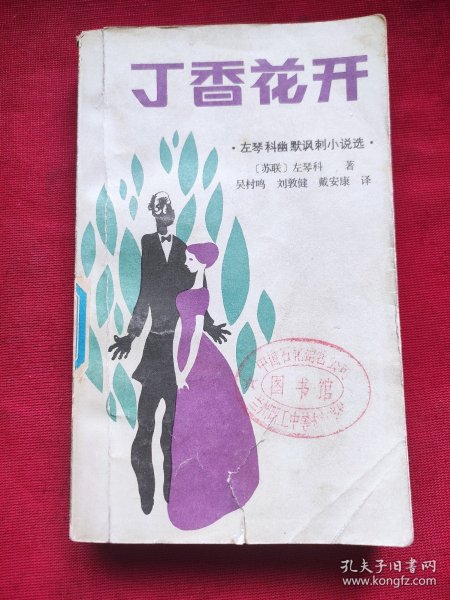 丁香花开
·左琴科幽默讽刺小说选·
〔苏联〕左琴科 著
吴村鸣 刘敦健 戴安康 译
图书馆
孔夫子旧书网
www.kongfz.com